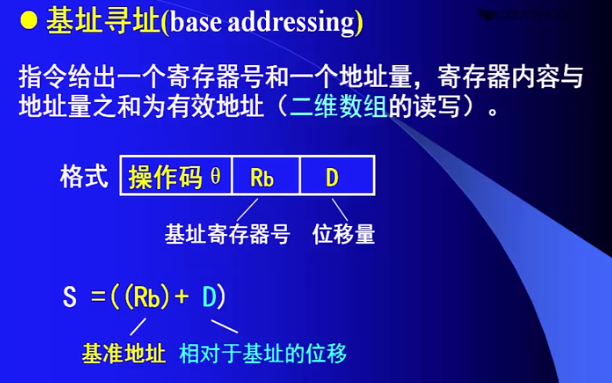 ● 基址寻址(base addressing)
指令给出一个寄存器号和一个地址量，寄存器内容与
地址量之和为有效地址（二维数组的读写）。
格式 操作码θ Rb D
基址寄存器号 位移量
S =((Rb)+ D)
基准地址 相对于基址的位移